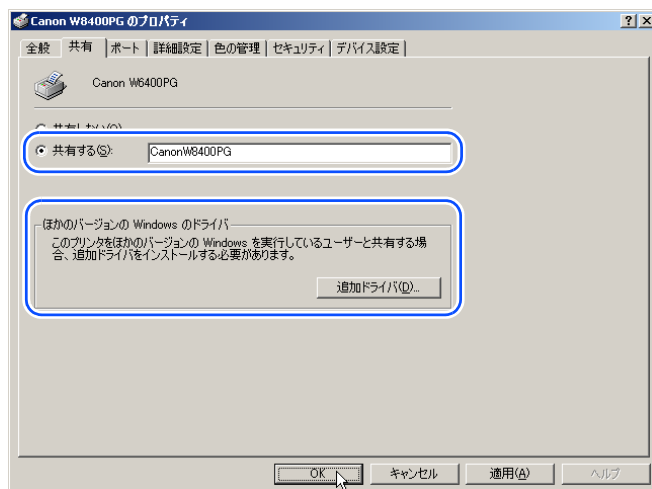 Canon W8400PG のプロパティ
全般 共有 ポート 詳細設定 色の管理 セキュリティ デバイス設定
Canon W6400PG
共有しない(O)
共有する(S): CanonW8400PG
ほかのバージョンの Windows のドライバ
このプリンタをほかのバージョンの Windows を実行しているユーザーと共有する場
合、追加ドライバをインストールする必要があります。
追加ドライバ(D)...
OK キャンセル 適用(A) ヘルプ